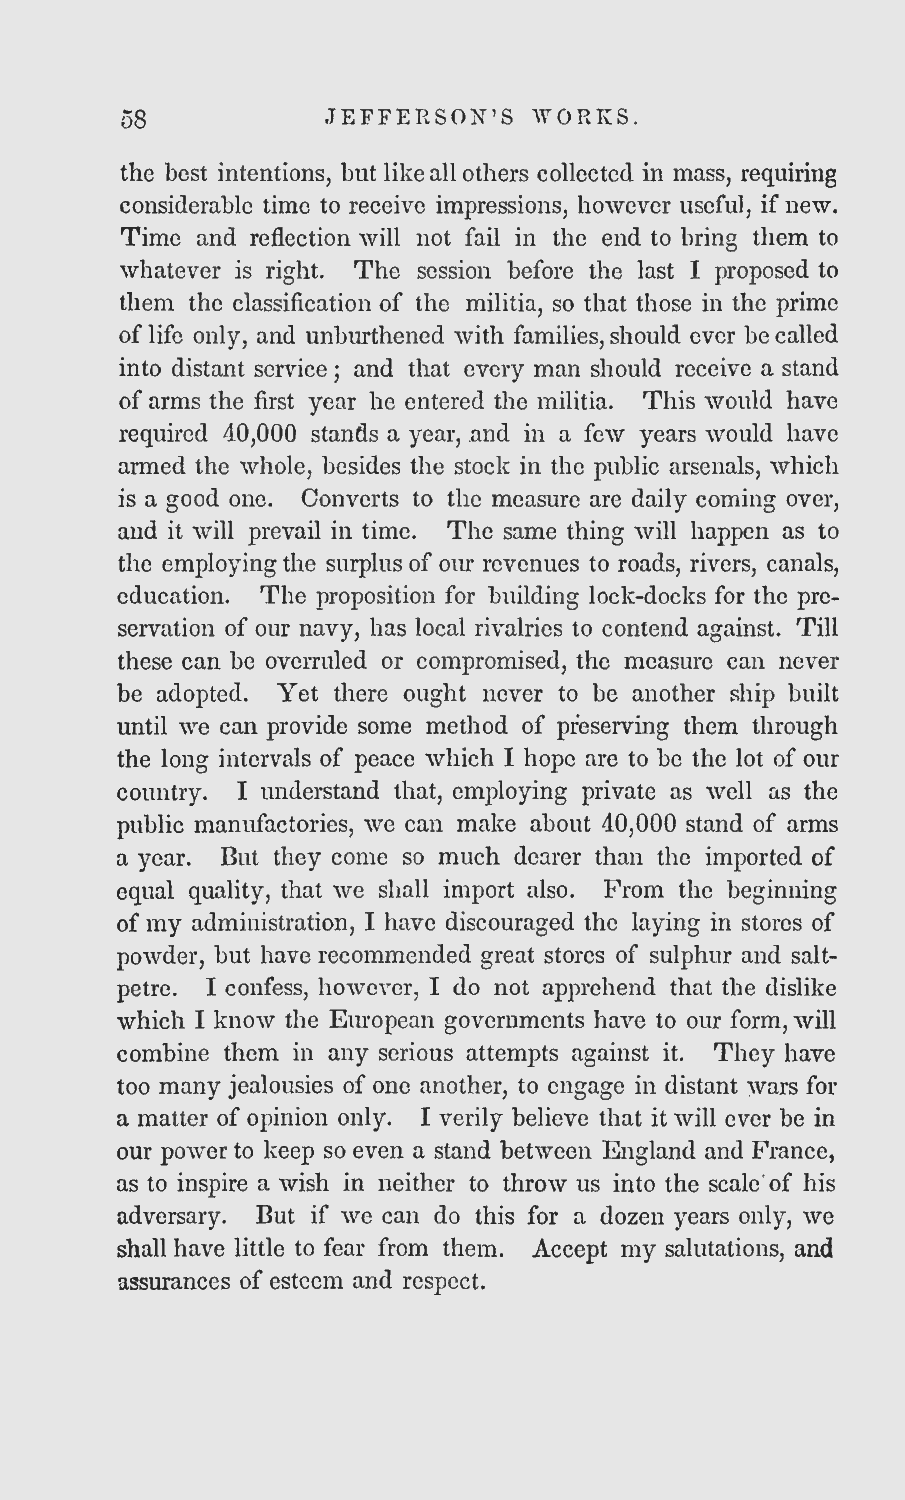 58 JEFFERSON'S WORKS.
the best intentions, but like all others collected in mass, requiring
considerable time to receive impressions, however useful, if new.
Time and reflection will not fail in the end to bring them to
whatever is right. The session before the last I proposed to
them the classification of the militia, so that those in the prime
of life only, and unburthened with families, should ever be called
into distant service; and that every man should receive a stand
of arms the first year he entered the militia. This would have
required 40,000 stands a year, and in a few years would have
armed the whole, besides the stock in the public arsenals, which
is a good one. Converts to the measure are daily coming over,
and it will prevail in time. The same thing will happen as to
the employing the surplus of our revenues to roads, rivers, canals,
education. The proposition for building lock-docks for the pre-
servation of our navy, has local rivalries to contend against. Till
these can be overruled or compromised, the measure can never
be adopted. Yet there ought never to be another ship built
until we can provide some method of preserving them through
the long intervals of peace which I hope are to be the lot of our
country. I understand that, employing private as well as the
public manufactories, we can make about 40,000 stand of arms
a year. But they come so much dearer than the imported of
equal quality, that we shall import also. From the beginning
of my administration, I have discouraged the laying in stores of
powder, but have recommended great stores of sulphur and salt-
petre. I confess, however, I do not apprehend that the dislike
which I know the European governments have to our form, will
combine them in any serious attempts against it. They have
too many jealousies of one another, to engage in distant wars for
a matter of opinion only. I verily believe that it will ever be in
our power to keep so even a stand between England and France,
as to inspire a wish in neither to throw us into the scale of his
adversary. But if we can do this for a dozen years only, we
shall have little to fear from them. Accept my salutations, and
assurances of esteem and respect.